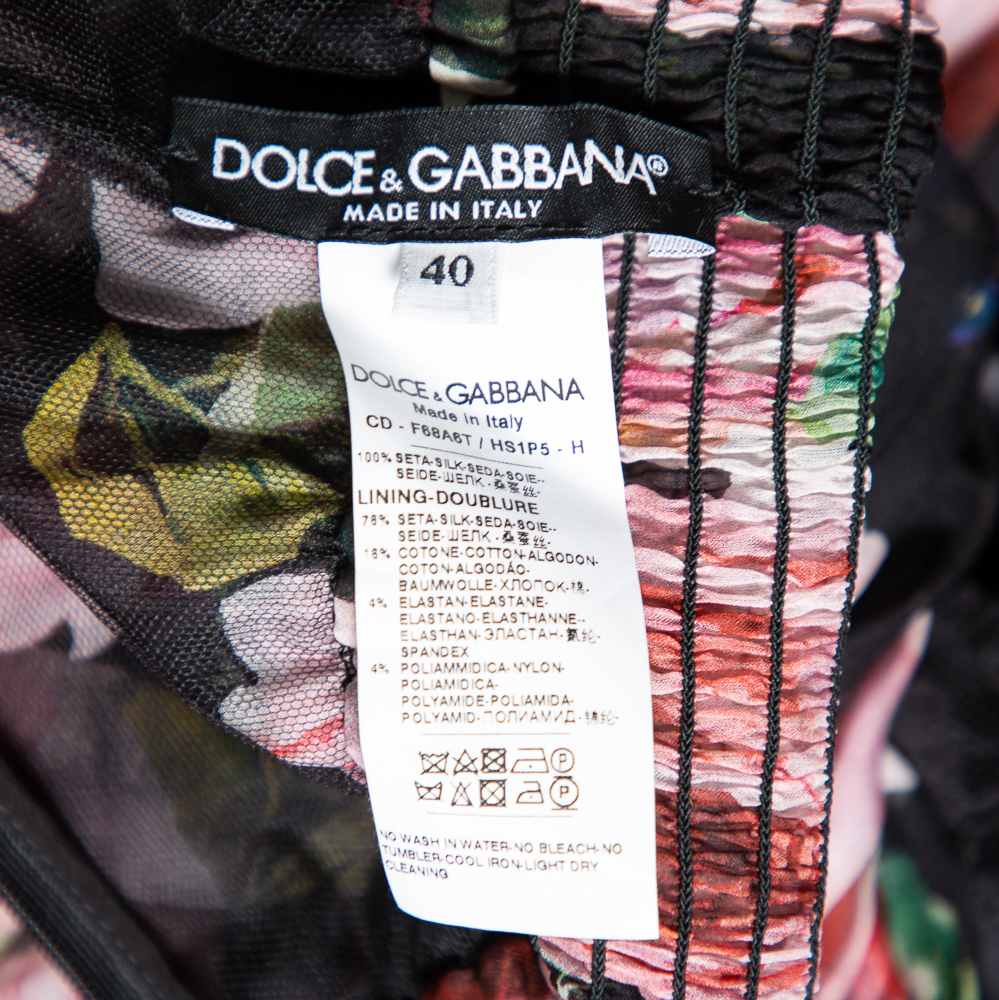 DOLCE & GABBANA®
MADE IN ITALY
40
DOLCE & GABBANA
Made in Italy
CD - F68A6T / HS1P5 - H
100% SETA-SILK-SEDA-SOIE-
SEIDE-ШЕЛК-桑蚕丝-
LINING-DOUBLURE
SETA-SILK-SEDA-SOIE-
SEIDE-ШЕЛК-桑蚕丝-
COTONE-COTTON-ALGODON-
COTON-ALGODÃO-
BAUMWOLLE-ХЛОПОК-棉-
4% ELASTAN-ELASTANE-
ELASTANO-ELASTHANNE-
ELASTHAN-ЭЛАСТАН-氨纶-
SPANDEX
4% POLIAMMIDICA-NYLON-
POLIAMIDICA-
POLYAMIDE-POLIAMIDA-
POLYAMID-ПОЛИАМИД-锦纶-
NO WASH IN WATER-NO BLEACH-NO
TUMBLER-COOL IRON-LIGHT DRY
CLEANING